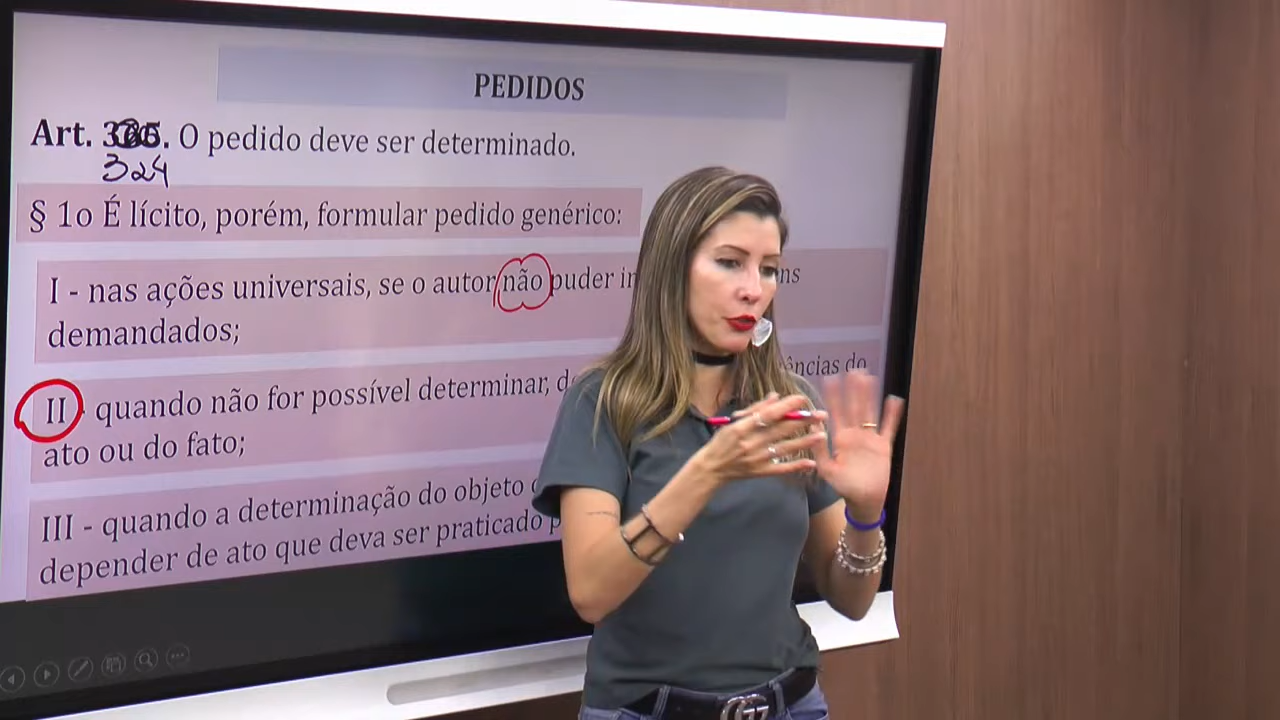 PEDIDOS
Art. O pedido deve ser determinado.
324
§ 1o É lícito, porém, formular pedido genérico:
I - nas ações universais, se o autor não puder
demandados;
II - quando não for possível determinar,
ato ou do fato;
III - quando a determinação do objeto
depender de ato que deva ser praticado